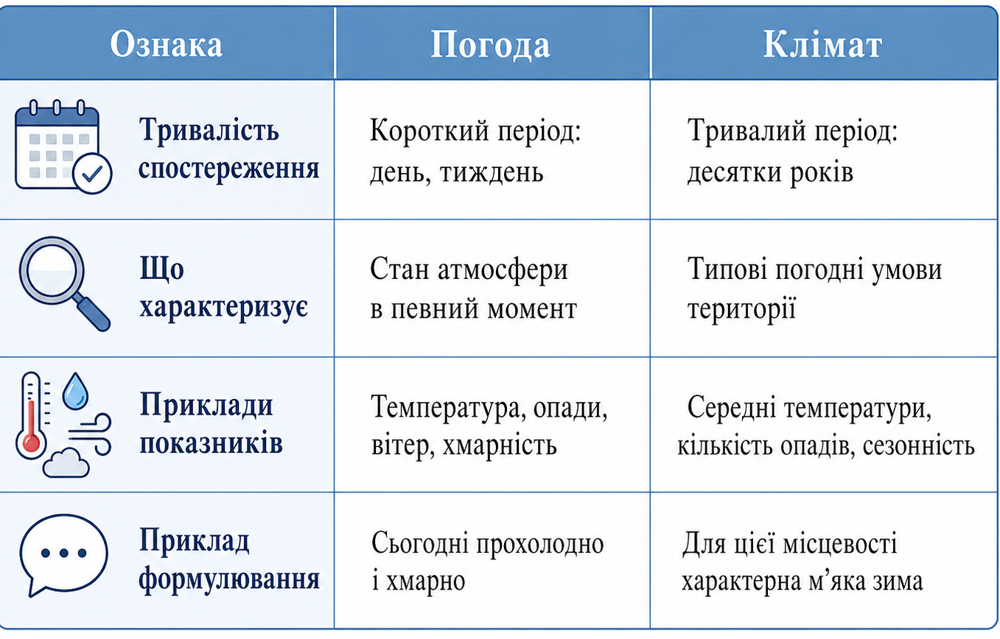 Ознака
Погода
Клімат
Тривалість
спостереження
Короткий період:
день, тиждень
Тривалий період:
десятки років
Що
характеризує
Стан атмосфери
в певний момент
Типові погодні умови
території
Приклади
показників
Температура, опади,
вітер, хмарність
Середні температури,
кількість опадів, сезонність
Приклад
формулювання
Сьогодні прохолодно
і хмарно
Для цієї місцевості
характерна м’яка зима